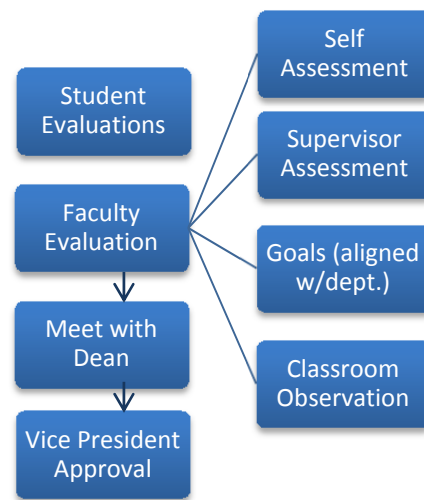 Student
Evaluations
Faculty
Evaluation
Meet with
Dean
Vice President
Approval
Self
Assessment
Supervisor
Assessment
Goals (aligned
w/dept.)
Classroom
Observation